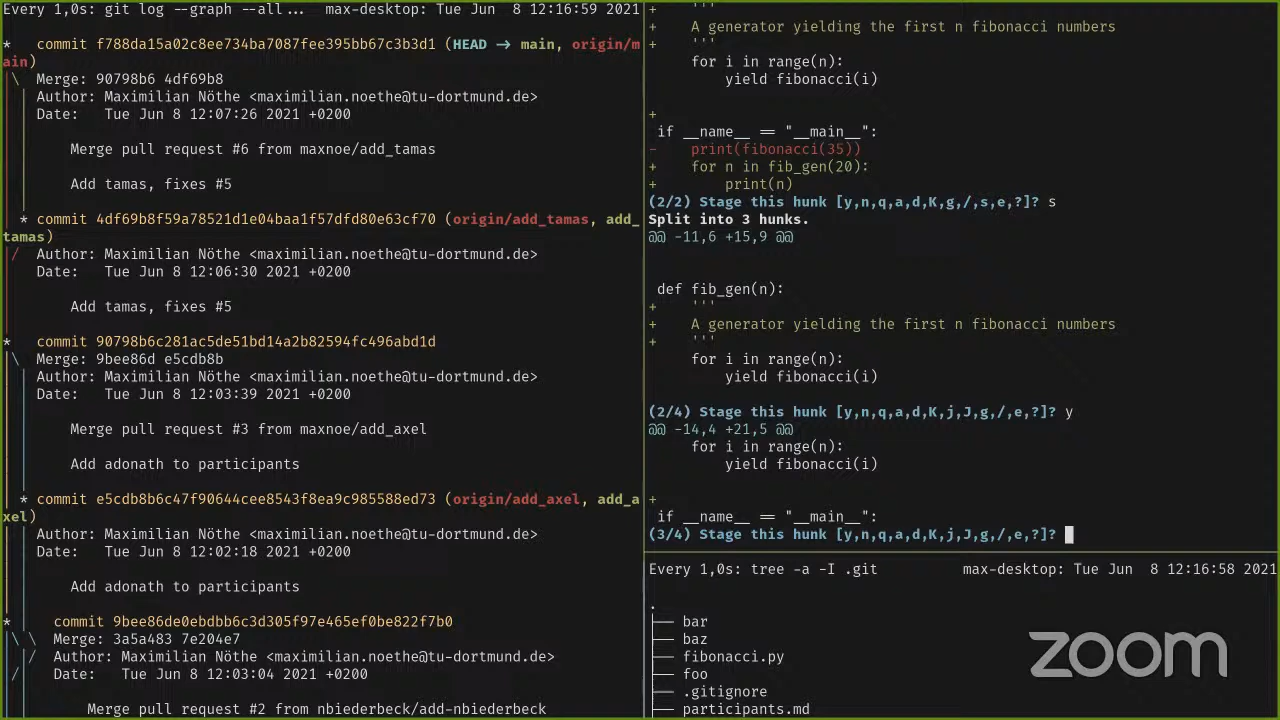 Every 1,0s: git log --graph --all...  max-desktop: Tue Jun  8 12:16:59 2021
*   commit f788da15a02c8ee734ba7087fee395bb67c3b3d1 (HEAD -> main, origin/m
ain)
|\  Merge: 90798b6 4df69b8
| | Author: Maximilian Nöthe <maximilian.noethe@tu-dortmund.de>
| | Date:   Tue Jun 8 12:07:26 2021 +0200
| |     Merge pull request #6 from maxnoe/add_tamas
| |     Add tamas, fixes #5
| * commit 4df69b8f59a78521d1e04baa1f57dfd80e63cf70 (origin/add_tamas, add_
tamas)
|/  Author: Maximilian Nöthe <maximilian.noethe@tu-dortmund.de>
|   Date:   Tue Jun 8 12:06:30 2021 +0200
|       Add tamas, fixes #5
*   commit 90798b6c281ac5de51bd14a2b82594fc496abd1d
|\  Merge: 9bee86d e5cdb8b
| | Author: Maximilian Nöthe <maximilian.noethe@tu-dortmund.de>
| | Date:   Tue Jun 8 12:03:39 2021 +0200
| |     Merge pull request #3 from maxnoe/add_axel
| |     Add adonath to participants
| * commit e5cdb8b6c47f90644cee8543f8ea9c985588ed73 (origin/add_axel, add_a
xel)
| | Author: Maximilian Nöthe <maximilian.noethe@tu-dortmund.de>
| | Date:   Tue Jun 8 12:02:18 2021 +0200
| |     Add adonath to participants
*     commit 9bee86de0ebdbb6c3d305f97e465ef0be822f7b0
|\ \  Merge: 3a5a483 7e204e7
| |/  Author: Maximilian Nöthe <maximilian.noethe@tu-dortmund.de>
|/|   Date:   Tue Jun 8 12:03:04 2021 +0200
| |       Merge pull request #2 from nbiederbeck/add-nbiederbeck
+    '''
+    A generator yielding the first n fibonacci numbers
+    '''
     for i in range(n):
         yield fibonacci(i)
+
 if __name__ == "__main__":
-    print(fibonacci(35))
+    for n in fib_gen(20):
+        print(n)
(2/2) Stage this hunk [y,n,q,a,d,K,g,/,s,e,?]? s
Split into 3 hunks.
@@ -11,6 +15,9 @@
 def fib_gen(n):
+    '''
+    A generator yielding the first n fibonacci numbers
+    '''
     for i in range(n):
         yield fibonacci(i)
(2/4) Stage this hunk [y,n,q,a,d,K,j,J,g,/,e,?]? y
@@ -14,4 +21,5 @@
     for i in range(n):
         yield fibonacci(i)
+
 if __name__ == "__main__":
(3/4) Stage this hunk [y,n,q,a,d,K,j,J,g,/,e,?]?
Every 1,0s: tree -a -I .git          max-desktop: Tue Jun  8 12:16:58 2021
.
├── bar
├── baz
├── fibonacci.py
├── foo
├── .gitignore
├── participants.md
zoom